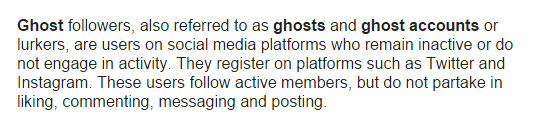 Ghost followers, also referred to as ghosts and ghost accounts or
lurkers, are users on social media platforms who remain inactive or do
not engage in activity. They register on platforms such as Twitter and
Instagram. These users follow active members, but do not partake in
liking, commenting, messaging and posting.